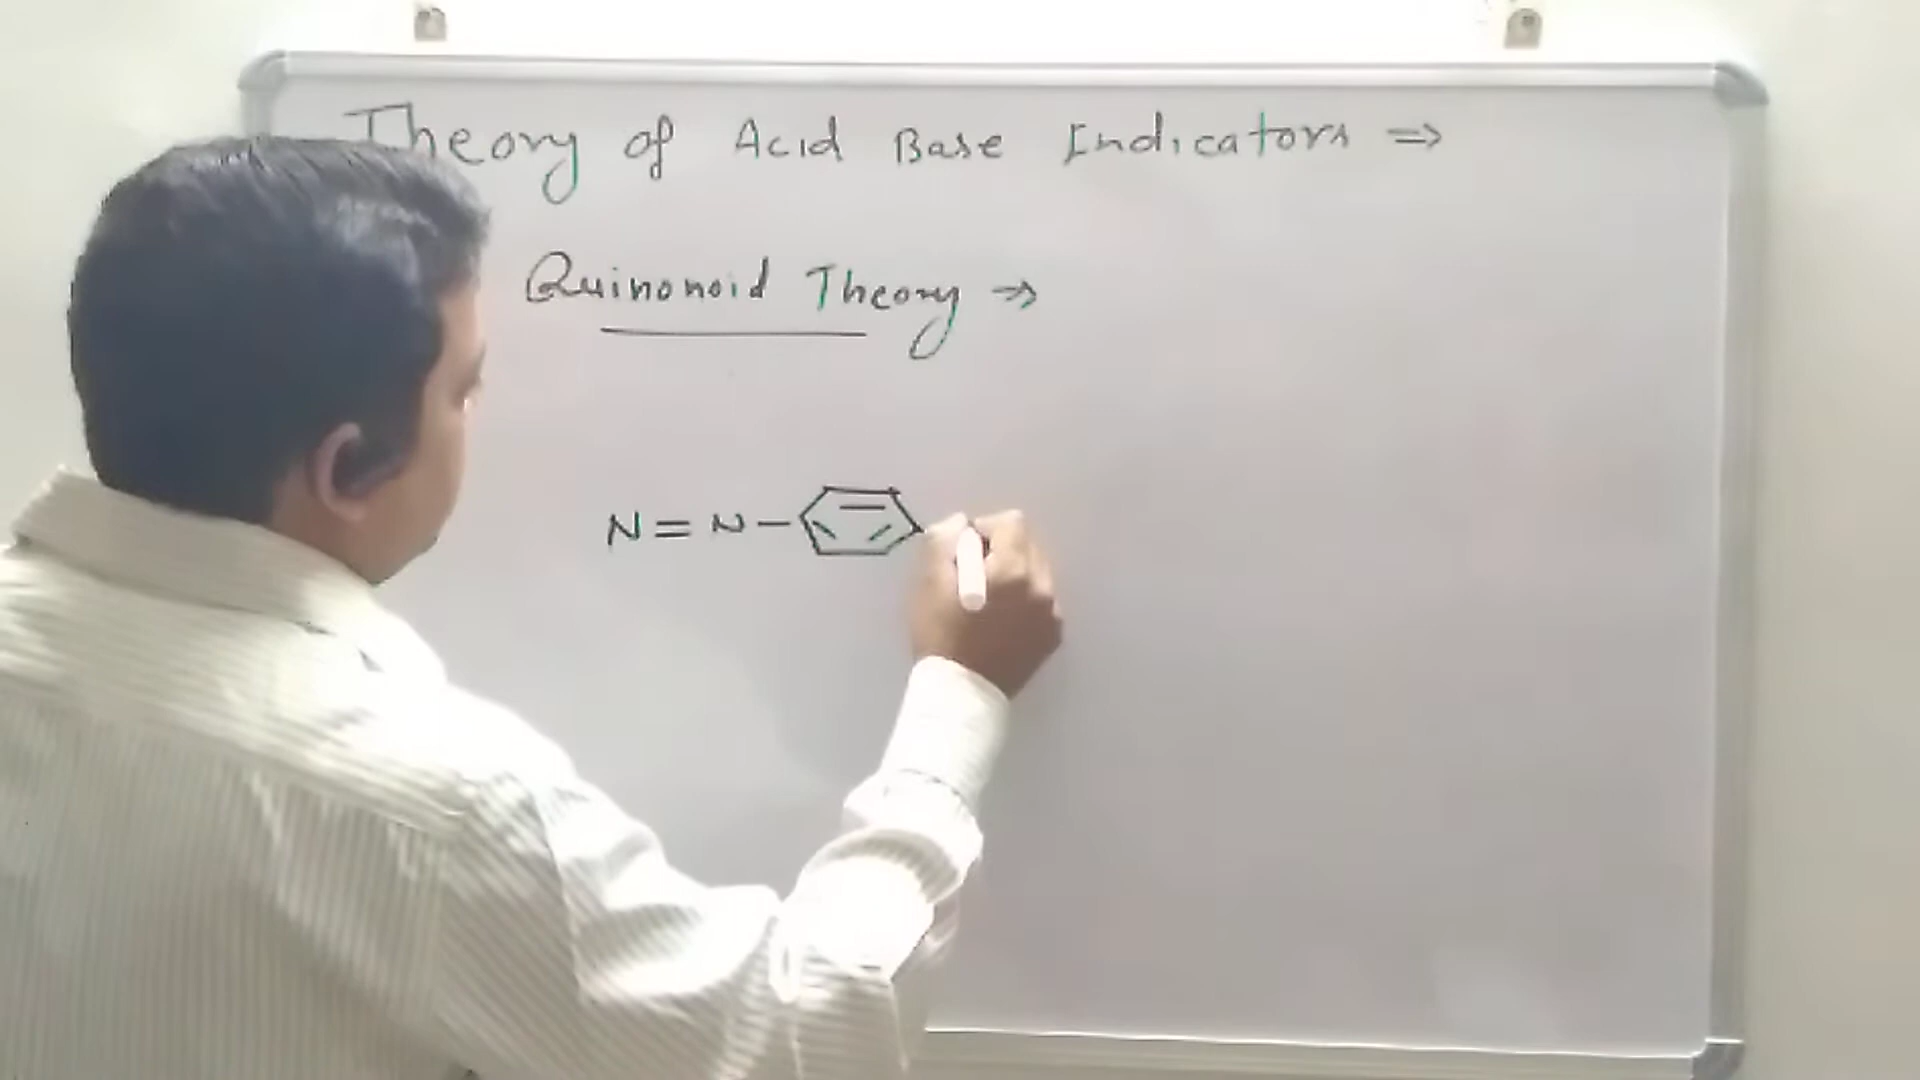 Theory of Acid Base Indicators ⇒
Quinonoid Theory ⇒
N = N -